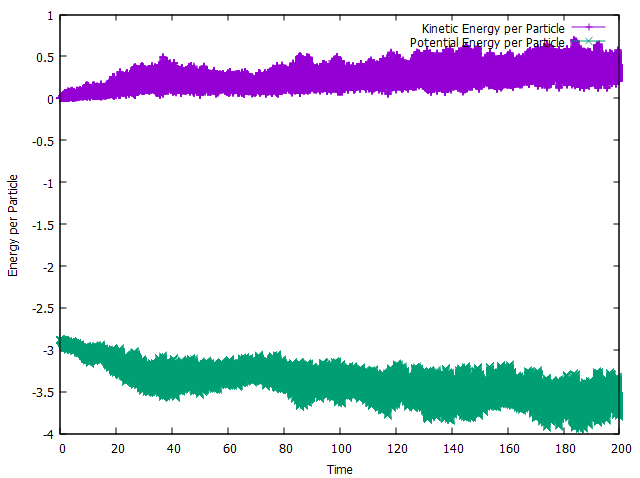 Kinetic Energy per Particle
Potential Energy per Particle
1
0.5
0
-0.5
-1
-1.5
-2
-2.5
-3
-3.5
-4
Energy per Particle
0 20 40 60 80 100 120 140 160 180 200
Time